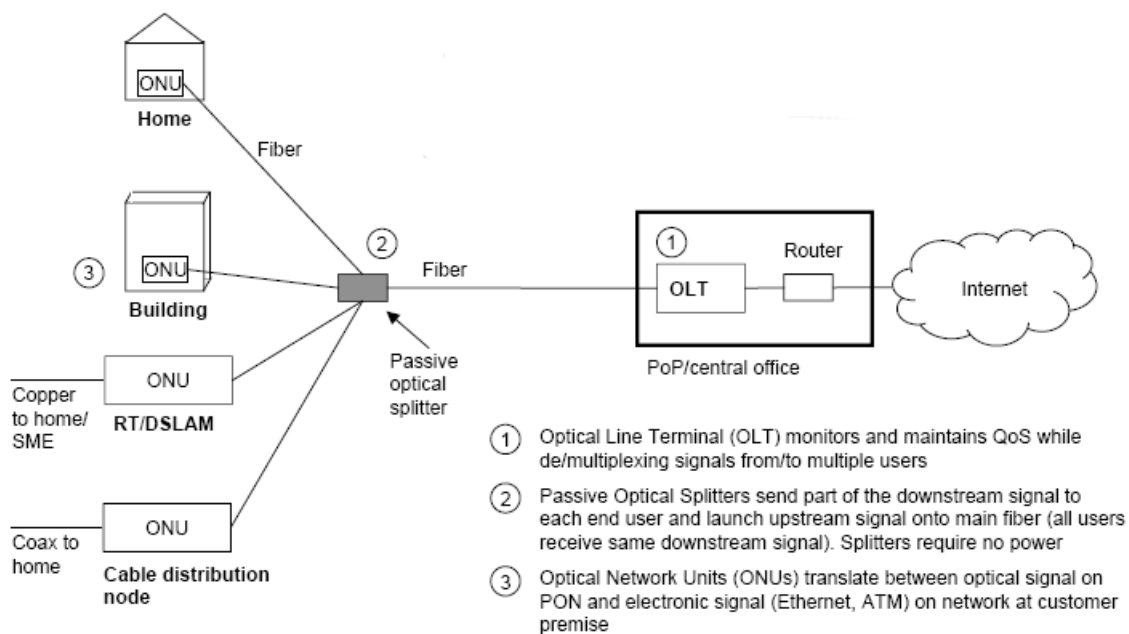 ONU
Home
Fiber
ONU
3
Building
2
Fiber
1
Router
OLT
Internet
PoP/central office
Passive
optical
splitter
ONU
Copper
to home/
SME
RT/DSLAM
ONU
Coax to
home
Cable distribution
node
1 Optical Line Terminal (OLT) monitors and maintains QoS while
de/multiplexing signals from/to multiple users
2 Passive Optical Splitters send part of the downstream signal to
each end user and launch upstream signal onto main fiber (all users
receive same downstream signal). Splitters require no power
3 Optical Network Units (ONUs) translate between optical signal on
PON and electronic signal (Ethernet, ATM) on network at customer
premise